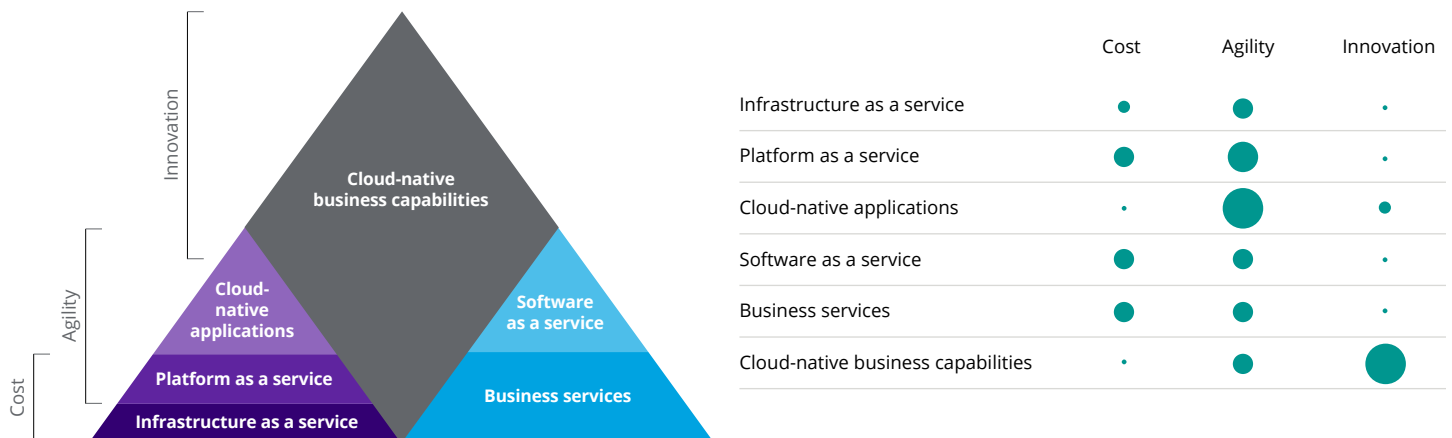 Innovation
Agility
Cost
Cloud-native
business capabilities
Cloud-
native
applications
Software
as a service
Platform as a service
Business services
Infrastructure as a service
Cost Agility Innovation
Infrastructure as a service
Platform as a service
Cloud-native applications
Software as a service
Business services
Cloud-native business capabilities